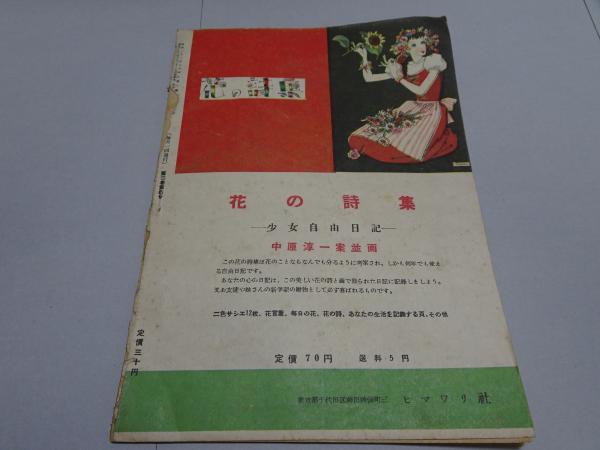 花の詩集
花の詩集
―少女自由日記―
中原淳一案並画
この花の詩集は花のことならなんでも分るように考案され、しかも何年でも使え
る自由日記です。
あなたの心の日記は、この美しい花の詩と画で飾られた日記に記録しましょう。
又お友達や妹さんの新学期の贈物として必ず喜ばれるものです。
二色サシエ12枚、花言葉、毎日の花、花の詩、あなたの生活を記録する頁、その他
定價 70円 送料 5円
ヒマワリ社
定價三十円